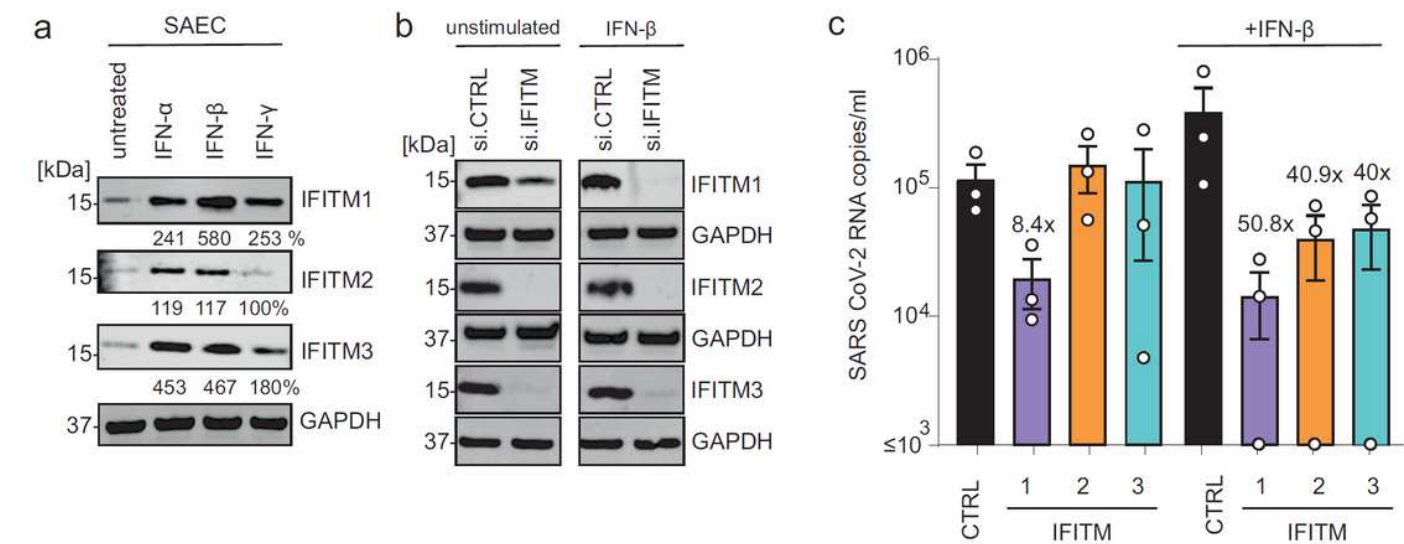 a
SAEC
untreated
IFN-α
IFN-β
IFN-γ
[kDa]
15-
IFITM1
241 580 253 %
15-
IFITM2
119 117 100%
15-
IFITM3
453 467 180%
37-
GAPDH
b
unstimulated
IFN-β
si.CTRL
si.IFITM
si.CTRL
si.IFITM
[kDa]
15-
IFITM1
37-
GAPDH
15-
IFITM2
37-
GAPDH
15-
IFITM3
37-
GAPDH
c
+IFN-β
SARS CoV-2 RNA copies/ml
10⁶
10⁵
10⁴
≤10³
8.4x
50.8x
40.9x
40x
CTRL
1 2 3
IFITM
CTRL
1 2 3
IFITM